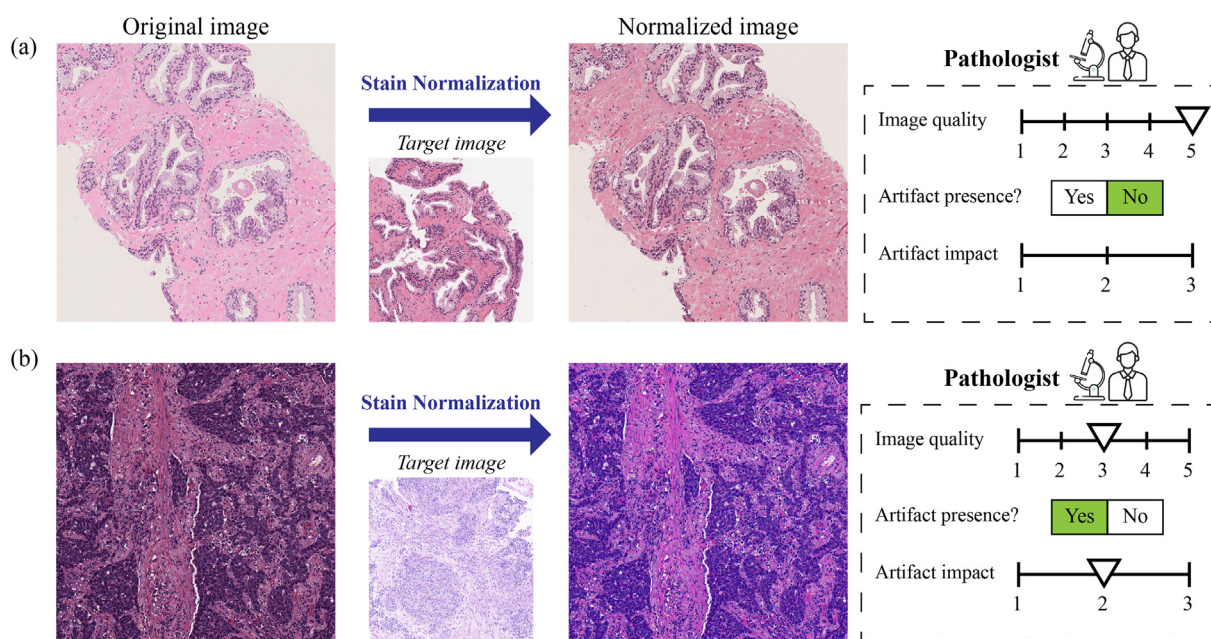 Original image
Normalized image
(a)
Stain Normalization
Target image
Pathologist
Image quality
1 2 3 4 5
Artifact presence?
Yes No
Artifact impact
1 2 3
(b)
Stain Normalization
Target image
Pathologist
Image quality
1 2 3 4 5
Artifact presence?
Yes No
Artifact impact
1 2 3